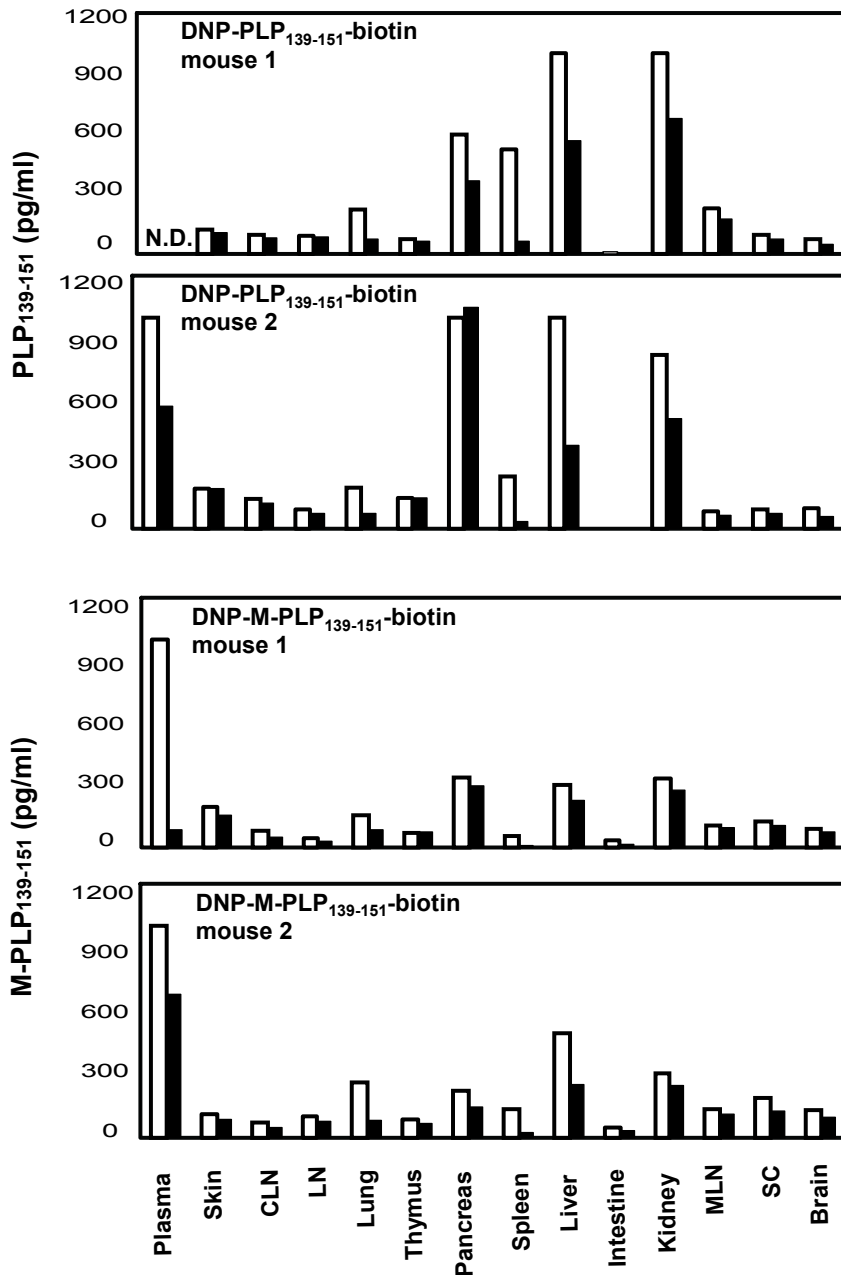 PLP139-151 (pg/ml)
1200
900
600
300
0
DNP-PLP139-151-biotin
mouse 1
N.D.
1200
900
600
300
0
DNP-PLP139-151-biotin
mouse 2
M-PLP139-151 (pg/ml)
1200
900
600
300
0
DNP-M-PLP139-151-biotin
mouse 1
1200
900
600
300
0
DNP-M-PLP139-151-biotin
mouse 2
Plasma
Skin
CLN
LN
Lung
Thymus
Pancreas
Spleen
Liver
Intestine
Kidney
MLN
SC
Brain